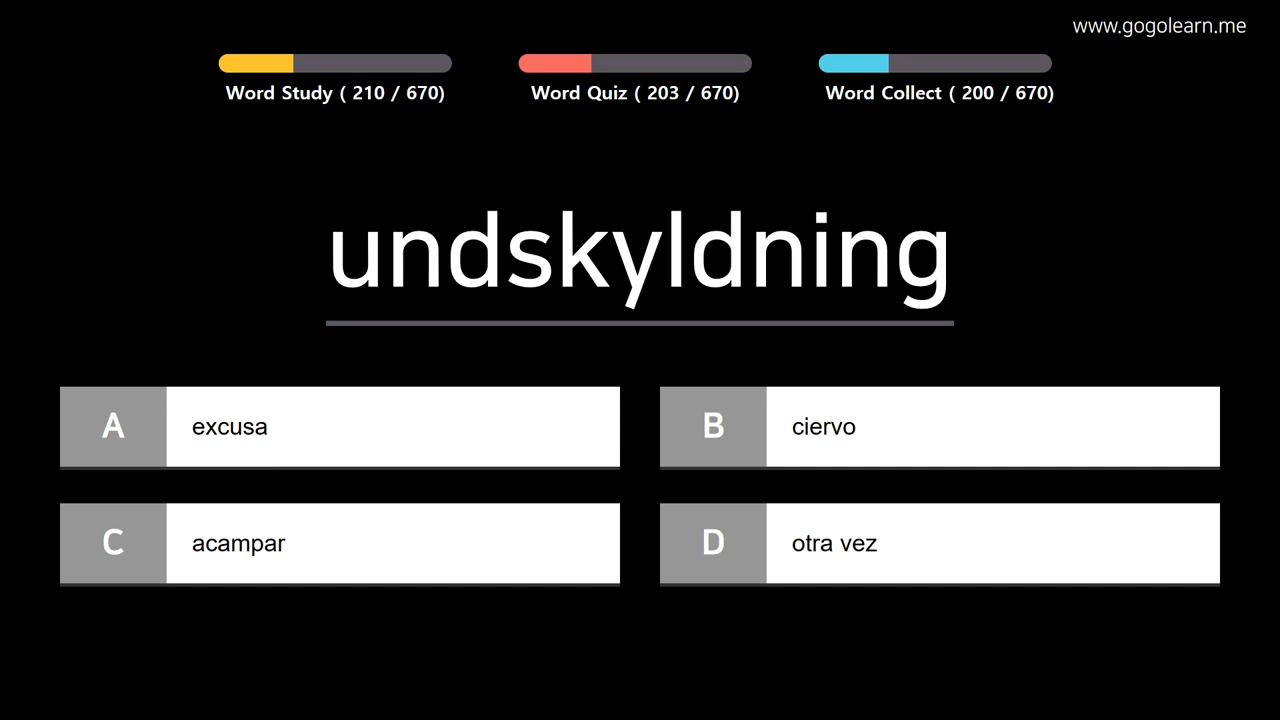 www.gogolearn.me
Word Study ( 210 / 670)
Word Quiz ( 203 / 670)
Word Collect ( 200 / 670)
undskyldning
A
excusa
B
ciervo
C
acampar
D
otra vez